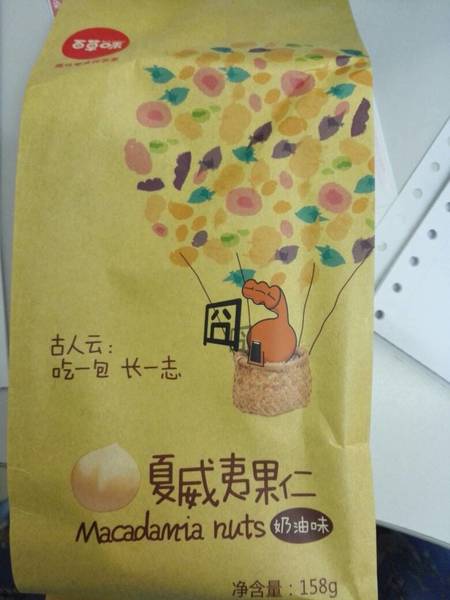 百草味
囧
古人云:
吃一包 长一志
夏威夷果仁
Macadamia nuts 奶油味
净含量:158g